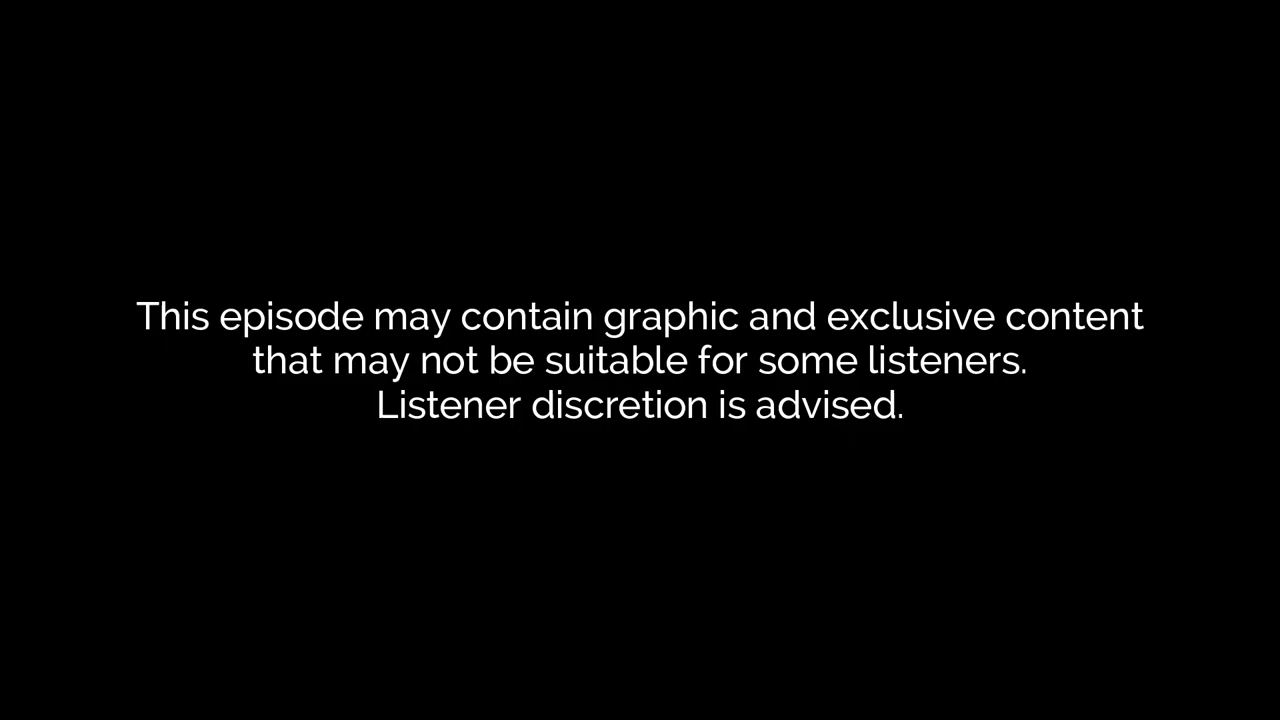 This episode may contain graphic and exclusive content
that may not be suitable for some listeners.
Listener discretion is advised.